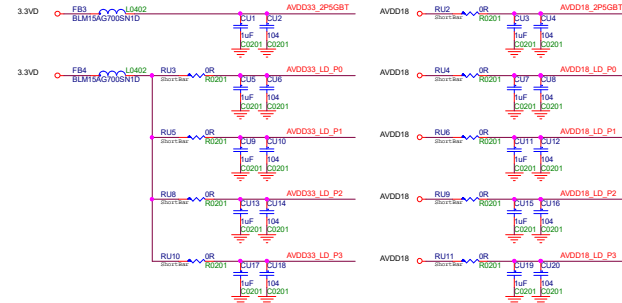 3.3VD FB3 L0402 AVDD33_2P5GBT
BLM15AG700SN1D
CU1 CU2
1uF 104
C0201 C0201
AVDD18 RU2 0R AVDD18_2P5GBT
ShortBar R0201
CU3 CU4
1uF 104
C0201 C0201
3.3VD FB4 L0402 RU3 0R AVDD33_LD_P0
BLM15AG700SN1D ShortBar R0201
CU5 CU6
1uF 104
C0201 C0201
AVDD18 RU4 0R AVDD18_LD_P0
ShortBar R0201
CU7 CU8
1uF 104
C0201 C0201
RU5 0R AVDD33_LD_P1
ShortBar R0201
CU9 CU10
1uF 104
C0201 C0201
AVDD18 RU6 0R AVDD18_LD_P1
ShortBar R0201
CU11 CU12
1uF 104
C0201 C0201
RU8 0R AVDD33_LD_P2
ShortBar R0201
CU13 CU14
1uF 104
C0201 C0201
AVDD18 RU9 0R AVDD18_LD_P2
ShortBar R0201
CU15 CU16
1uF 104
C0201 C0201
RU10 0R AVDD33_LD_P3
ShortBar R0201
CU17 CU18
1uF 104
C0201 C0201
AVDD18 RU11 0R AVDD18_LD_P3
ShortBar R0201
CU19 CU20
1uF 104
C0201 C0201